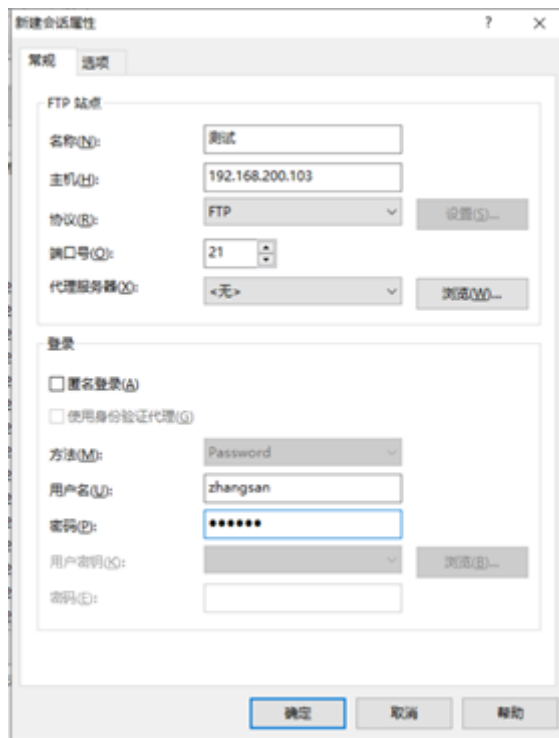 新建会话属性 ? ×
常规 选项
FTP 站点
名称(N): 测试
主机(H): 192.168.200.103
协议(R): FTP 设置(S)...
端口号(O): 21
代理服务器(X): <无> 浏览(W)...
登录
匿名登录(A)
使用身份验证代理(G)
方法(M): Password
用户名(U): zhangsan
密码(P): ●●●●●●
用户密钥(K): 浏览(B)...
密码(E):
确定 取消 帮助